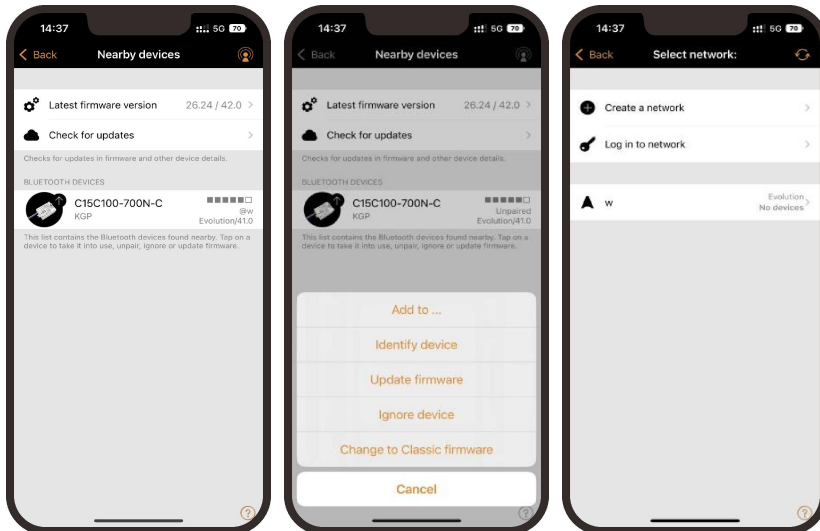 14:37
5G 70
Back
Nearby devices
Latest firmware version
26.24 / 42.0
Check for updates
Checks for updates in firmware and other device details.
BLUETOOTH DEVICES
C15C100-700N-C
KGP
@w
Evolution/41.0
This list contains the Bluetooth devices found nearby. Tap on a
device to take it into use, unpair, ignore or update firmware.
?
14:37
5G 70
Back
Nearby devices
Latest firmware version
26.24 / 42.0
Check for updates
Checks for updates in firmware and other device details.
BLUETOOTH DEVICES
C15C100-700N-C
KGP
Unpaired
Evolution/41.0
This list contains the Bluetooth devices found nearby. Tap on a
device to take it into use, unpair, ignore or update firmware.
Add to ...
Identify device
Update firmware
Ignore device
Change to Classic firmware
Cancel
?
14:37
5G 70
Back
Select network:
Create a network
Log in to network
w
Evolution
No devices
?